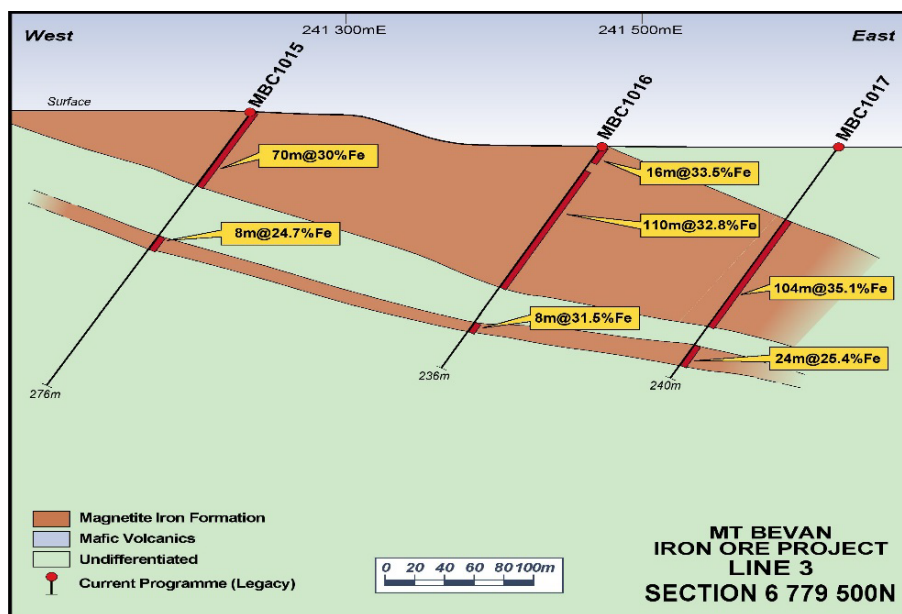 West
241 300mE
241 500mE
East
Surface
MBC1015
MBC1016
MBC1017
70m@30%Fe
16m@33.5%Fe
110m@32.8%Fe
8m@24.7%Fe
104m@35.1%Fe
8m@31.5%Fe
24m@25.4%Fe
276m
236m
240m
Magnetite Iron Formation
Mafic Volcanics
Undifferentiated
Current Programme (Legacy)
0 20 40 60 80 100m
MT BEVAN
IRON ORE PROJECT
LINE 3
SECTION 6 779 500N